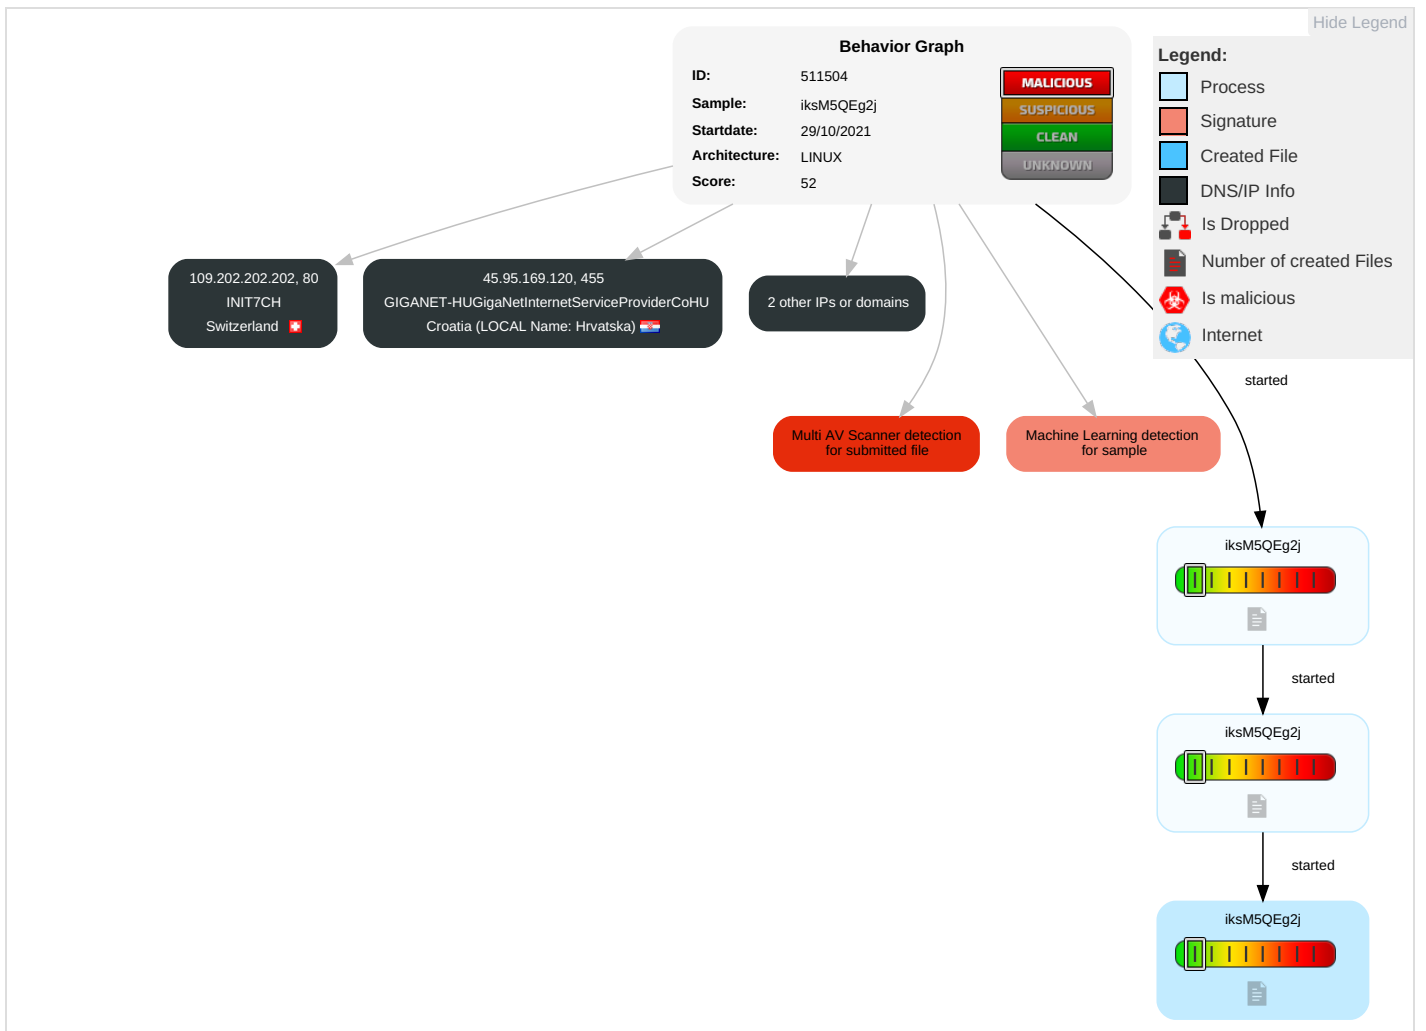 Hide Legend
Behavior Graph
ID: 511504
Sample: iksM5QEg2j
Startdate: 29/10/2021
Architecture: LINUX
Score: 52
MALICIOUS
SUSPICIOUS
CLEAN
UNKNOWN
Legend:
Process
Signature
Created File
DNS/IP Info
Is Dropped
Number of created Files
Is malicious
Internet
109.202.202.202, 80
INIT7CH
Switzerland
45.95.169.120, 455
GIGANET-HUGigaNetInternetServiceProviderCoHU
Croatia (LOCAL Name: Hrvatska)
2 other IPs or domains
started
Multi AV Scanner detection
for submitted file
Machine Learning detection
for sample
iksM5QEg2j
started
iksM5QEg2j
started
iksM5QEg2j